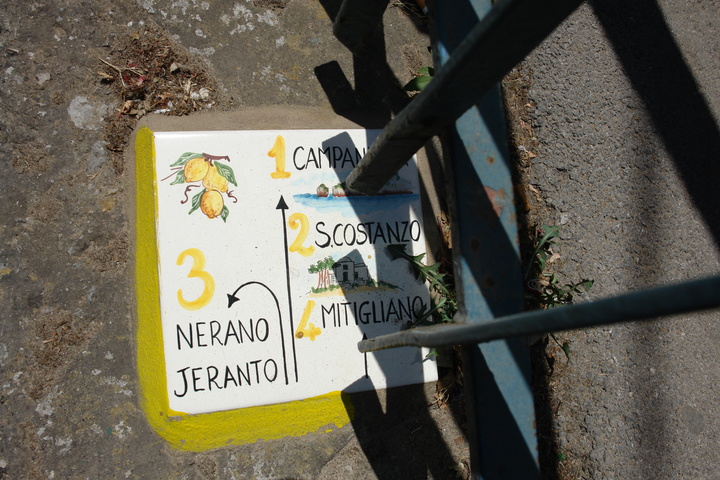 1 CAMPAN
2 S.COSTANZO
3
4 MITIGLIANO
NERANO
JERANTO